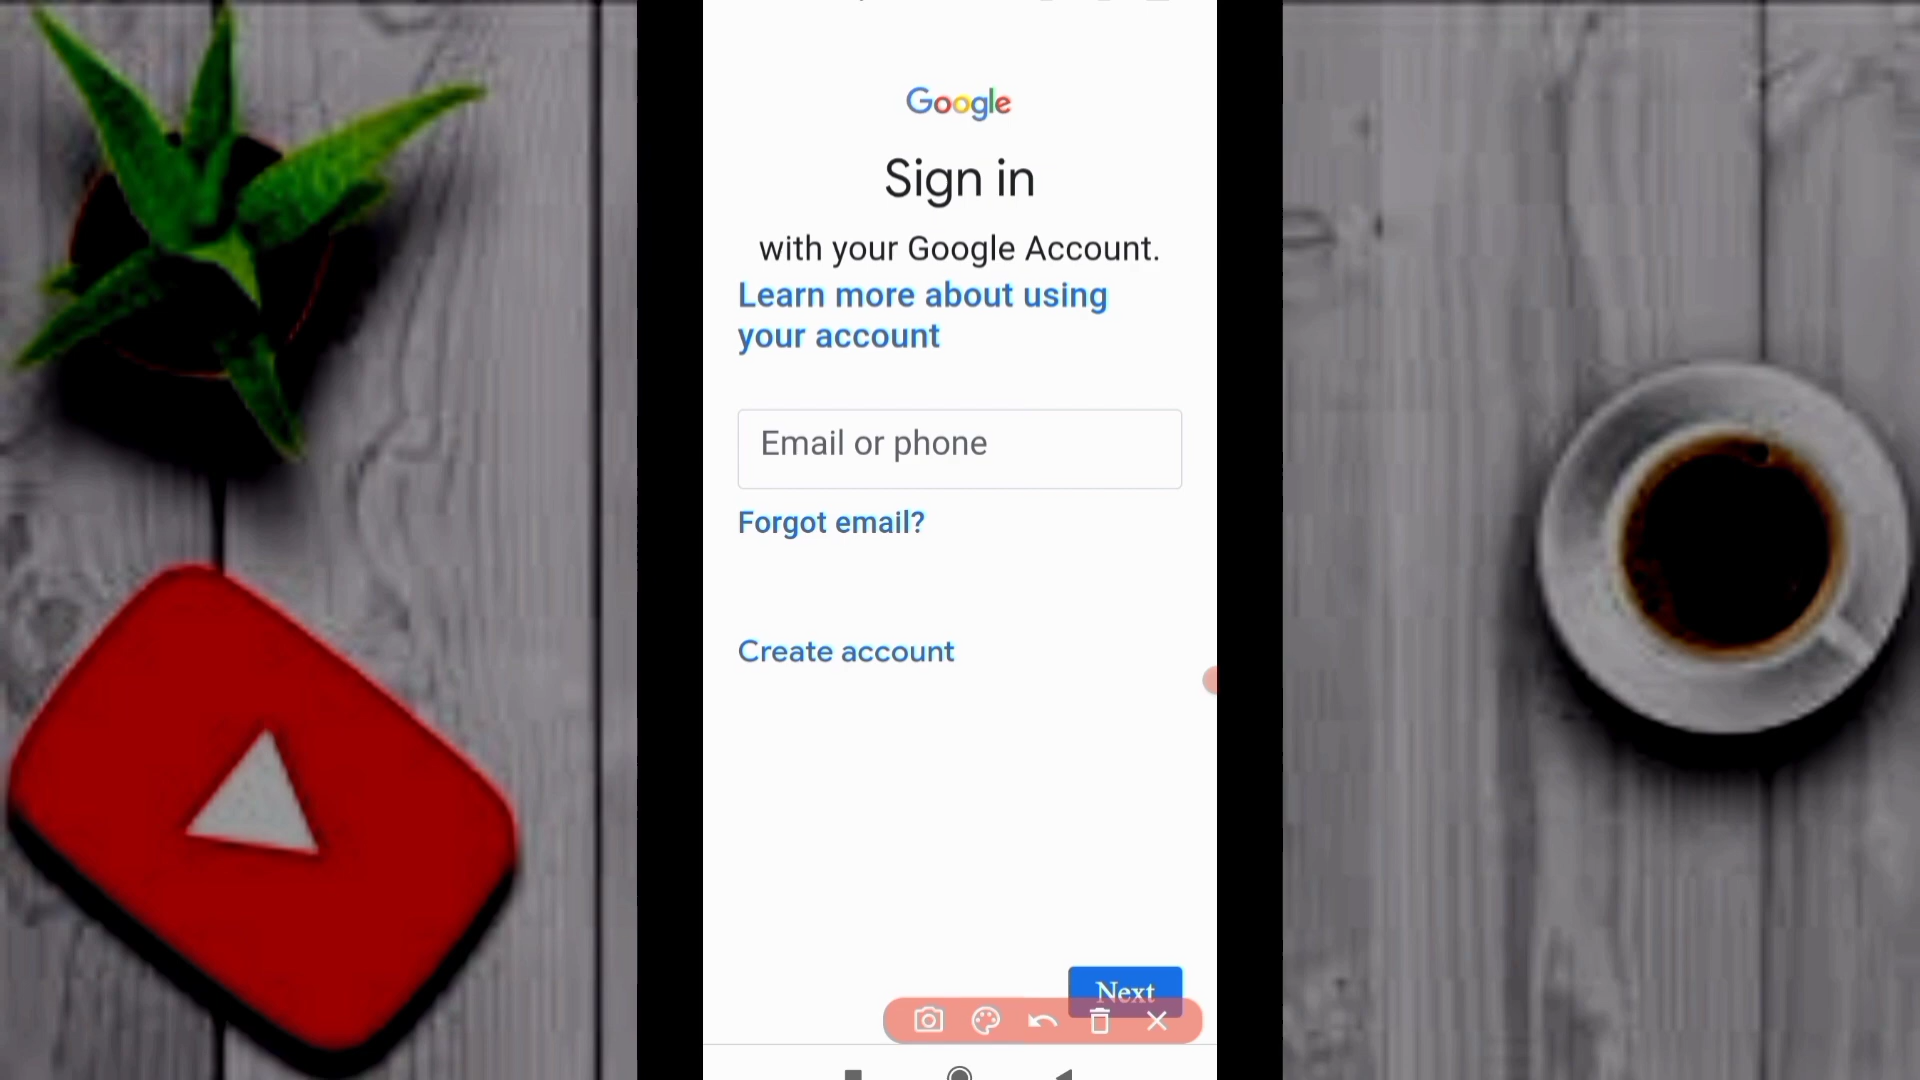 Google
Sign in
with your Google Account.
Learn more about using
your account
Email or phone
Forgot email?
Create account
Next